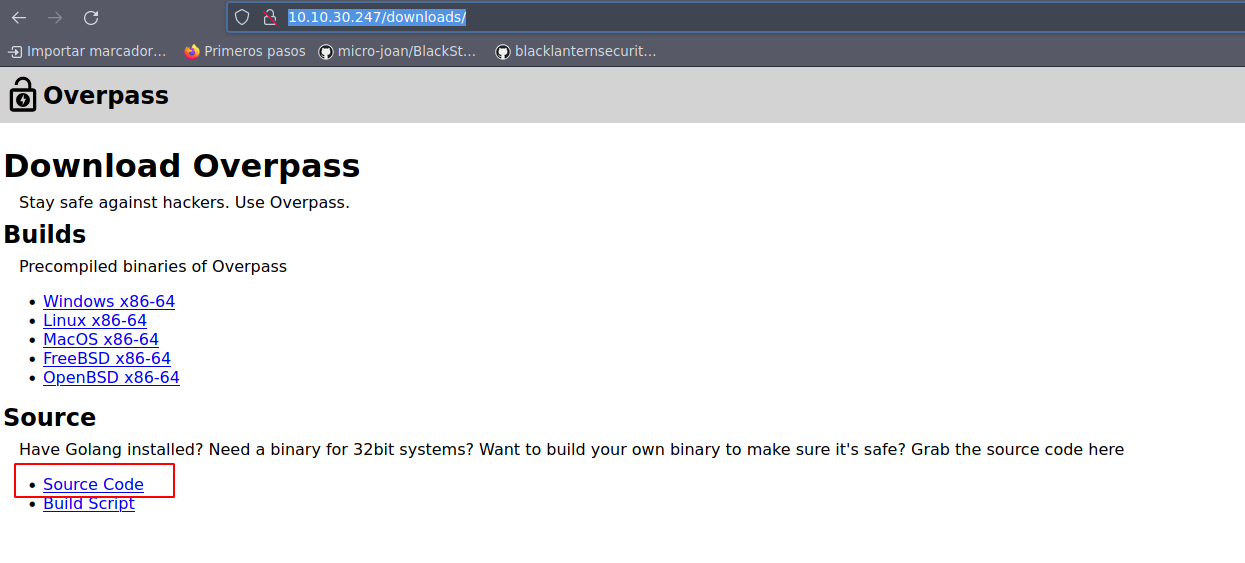 10.10.30.247/downloads/
Importar marcador... Primeros pasos micro-joan/BlackSt... blacklanternsecurit...
Overpass
Download Overpass
Stay safe against hackers. Use Overpass.
Builds
Precompiled binaries of Overpass
• Windows x86-64
• Linux x86-64
• MacOS x86-64
• FreeBSD x86-64
• OpenBSD x86-64
Source
Have Golang installed? Need a binary for 32bit systems? Want to build your own binary to make sure it's safe? Grab the source code here
• Source Code
• Build Script